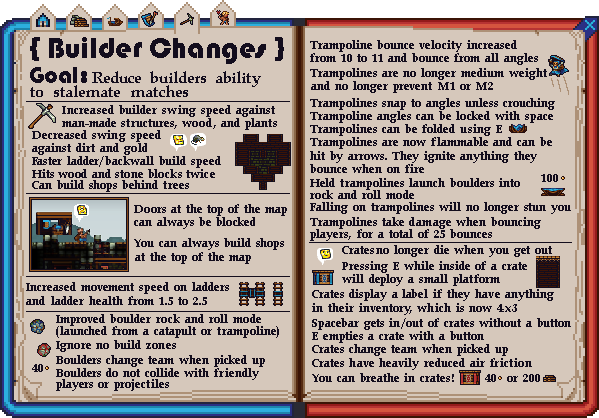 { Builder Changes }
Goal: Reduce builders ability
to stalemate matches
Increased builder swing speed against
man-made structures, wood, and plants
Decreased swing speed
against dirt and gold
Faster ladder/backwall build speed
Hits wood and stone blocks twice
Can build shops behind trees
Doors at the top of the map
can always be blocked
You can always build shops
at the top of the map
Increased movement speed on ladders
and ladder health from 1.5 to 2.5
Improved boulder rock and roll mode
(launched from a catapult or trampoline)
Ignore no build zones
Boulders change team when picked up
40
Boulders do not collide with friendly
players or projectiles
Trampoline bounce velocity increased
from 10 to 11 and bounce from all angles
Trampolines are no longer medium weight
and no longer prevent M1 or M2
Trampolines snap to angles unless crouching
Trampoline angles can be locked with space
Trampolines can be folded using E
Trampolines are now flammable and can be
hit by arrows. They ignite anything they
bounce when on fire
100
Held trampolines launch boulders into
rock and roll mode
Falling on trampolines will no longer stun you
Trampolines take damage when bouncing
players, for a total of 25 bounces
Crates no longer die when you get out
Pressing E while inside of a crate
will deploy a small platform
Crates display a label if they have anything
in their inventory, which is now 4x3
Spacebar gets in/out of crates without a button
E empties a crate with a button
Crates change team when picked up
Crates have heavily reduced air friction
You can breathe in crates! 40 or 200